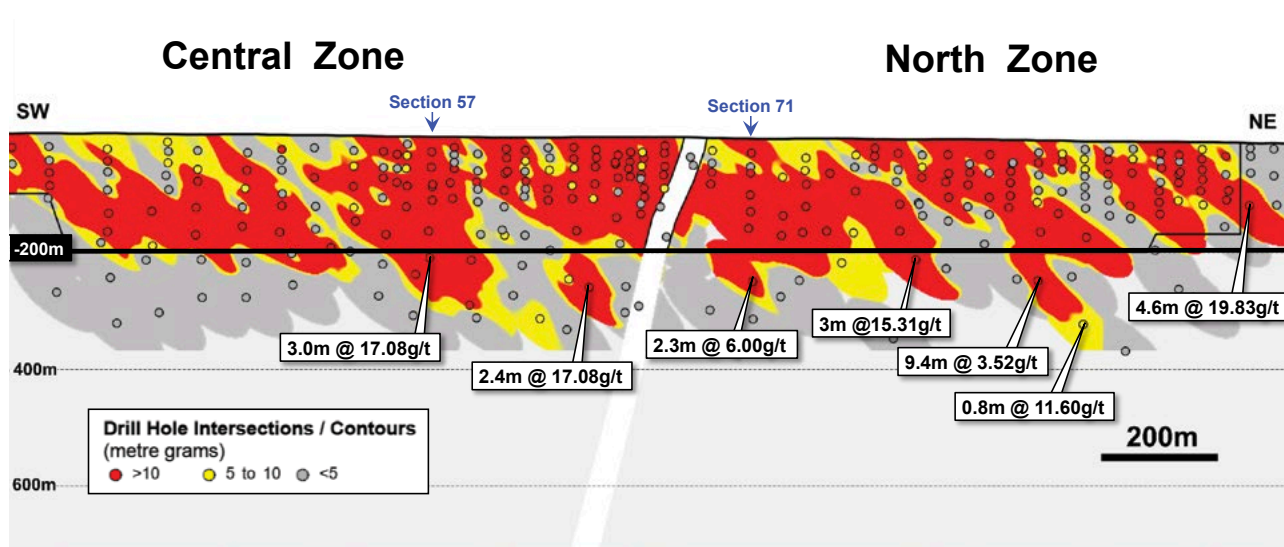 Central Zone
North Zone
Section 57
Section 71
SW
NE
-200m
4.6m @ 19.83g/t
3m @15.31g/t
3.0m @ 17.08g/t
2.3m @ 6.00g/t
9.4m @ 3.52g/t
400m
2.4m @ 17.08g/t
0.8m @ 11.60g/t
Drill Hole Intersections / Contours
(metre grams)
>10
5 to 10
<5
200m
600m